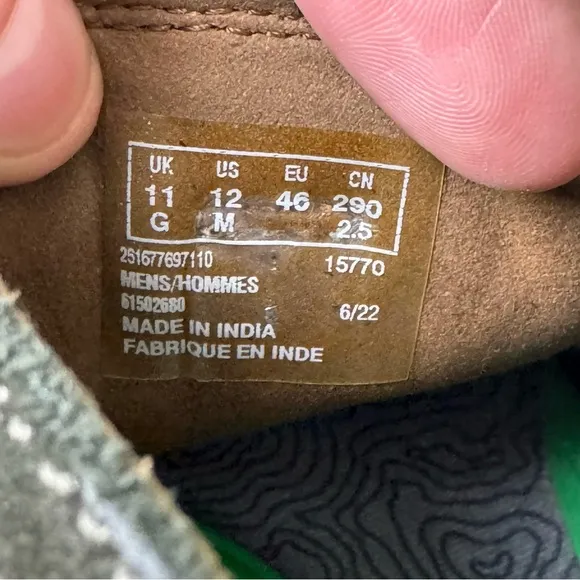 UK US EU CN
11 12 46 290
G M 2.5
251677697110 15770
MENS/HOMMES
61502680 6/22
MADE IN INDIA
FABRIQUE EN INDE